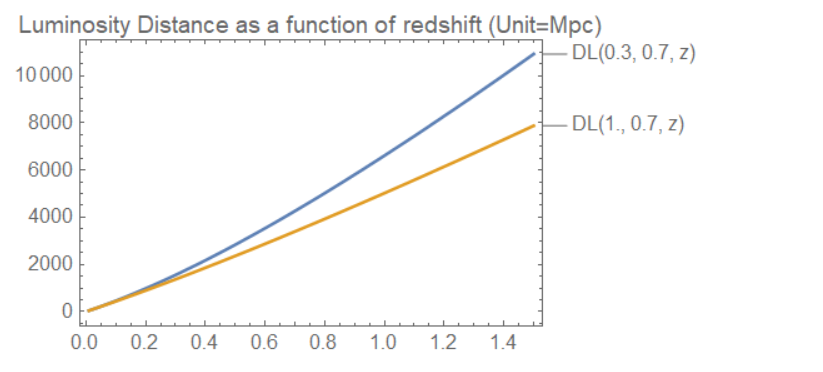 Luminosity Distance as a function of redshift (Unit=Mpc)
DL(0.3, 0.7, z)
10000
8000
DL(1., 0.7, z)
6000
4000
2000
0
0.0 0.2 0.4 0.6 0.8 1.0 1.2 1.4